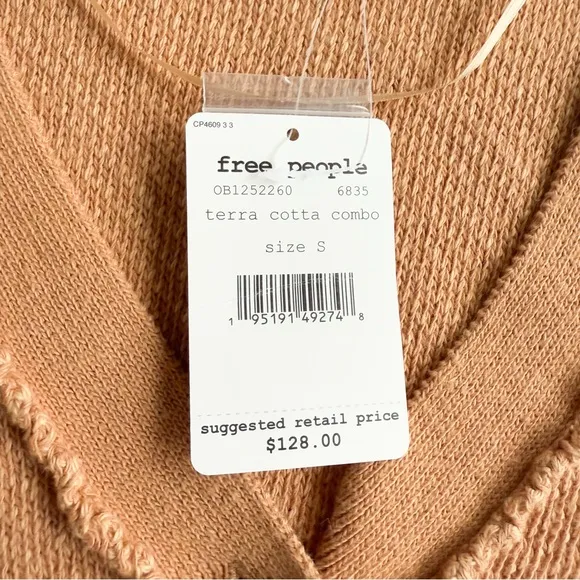 CP4609 3 3
free people
OB1252260 6835
terra cotta combo
size S
1 95191 49274 8
suggested retail price
$128.00